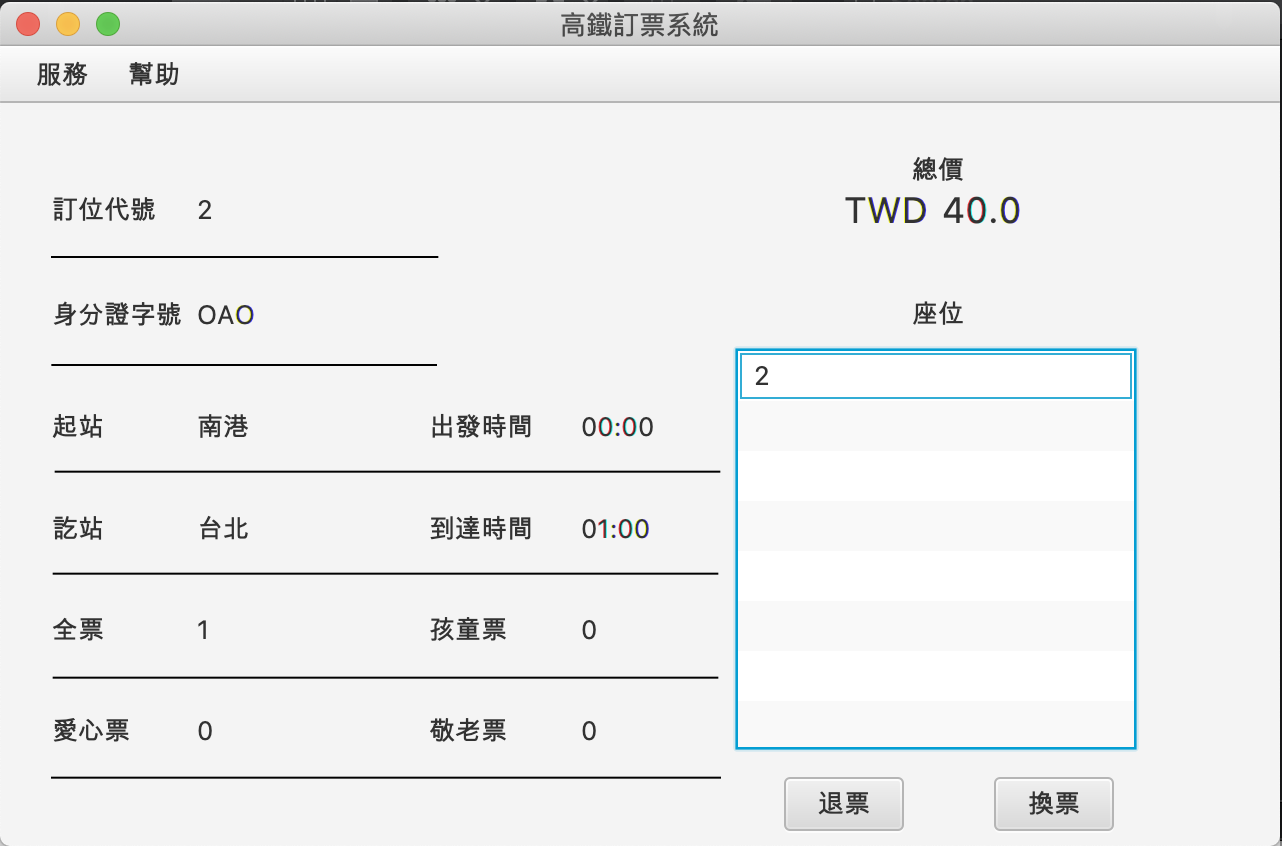 高鐵訂票系統
服務 幫助
總價
訂位代號 2 TWD 40.0
身分證字號 OAO 座位
2
起站 南港 出發時間 00:00
訖站 台北 到達時間 01:00
全票 1 孩童票 0
愛心票 0 敬老票 0
退票 換票